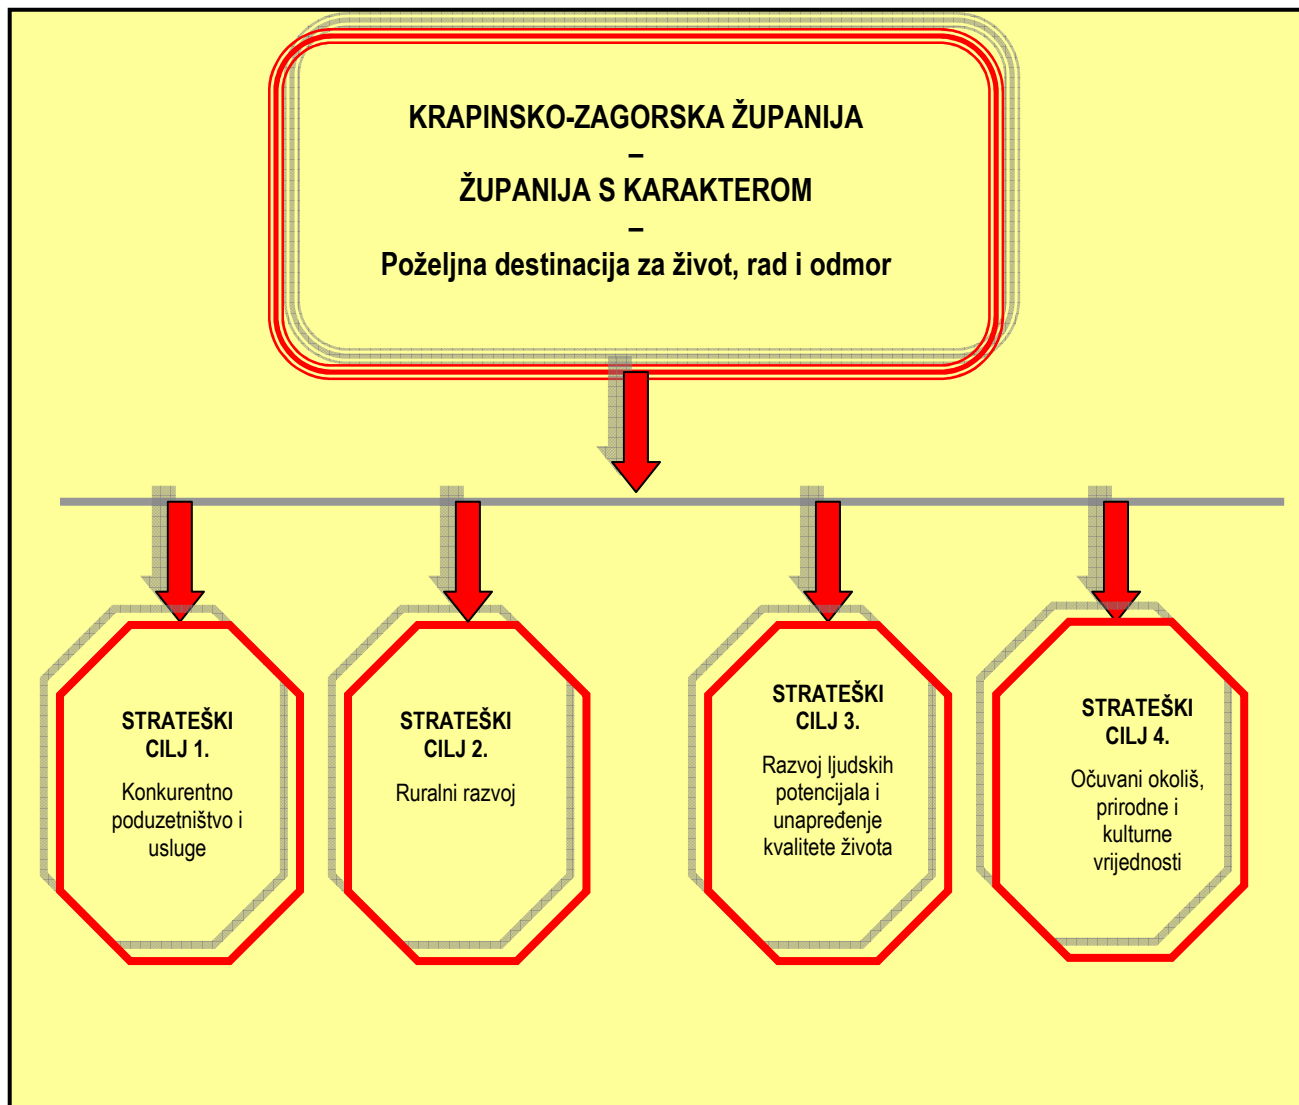 KRAPINSKO-ZAGORSKA ŽUPANIJA
–
ŽUPANIJA S KARAKTEROM
–
Poželjna destinacija za život, rad i odmor
STRATEŠKI
CILJ 1.
Konkurentno
poduzetništvo i
usluge
STRATEŠKI
CILJ 2.
Ruralni razvoj
STRATEŠKI
CILJ 3.
Razvoj ljudskih
potencijala i
unapređenje
kvalitete života
STRATEŠKI
CILJ 4.
Očuvani okoliš,
prirodne i
kulturne
vrijednosti